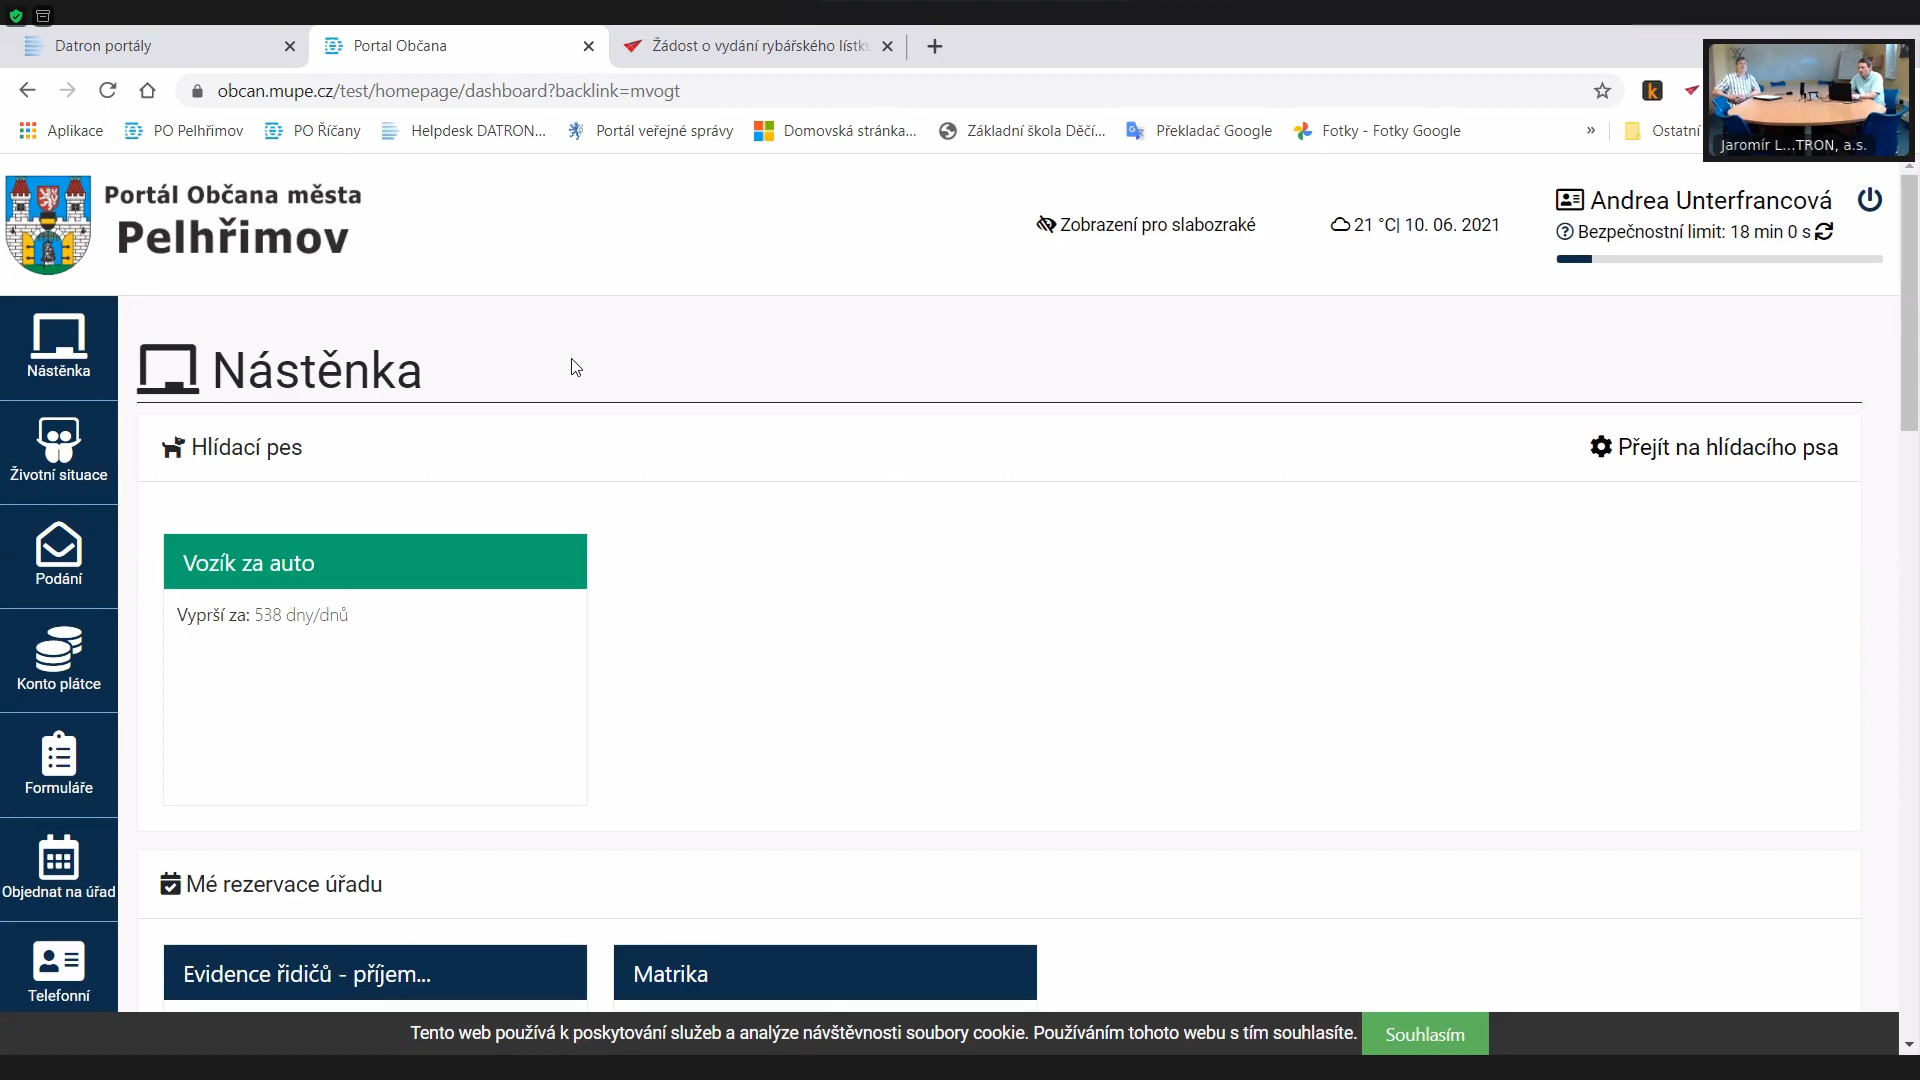 Datron portály
Portal Občana
Žádost o vydání rybářského lístk
obcan.mupe.cz/test/homepage/dashboard?backlink=mvogt
k
Aplikace
PO Pelhřimov
PO Říčany
Helpdesk DATRON...
Portál veřejné správy
Domovská stránka...
Základní škola Děčí...
Překladač Google
Fotky - Fotky Google
»
Ostatní
Jaromír L...TRON, a.s.
Portál Občana města
Pelhřimov
Zobrazení pro slabozraké
21 °C| 10. 06. 2021
Andrea Unterfrancová
Bezpečnostní limit: 18 min 0 s
Nástěnka
Životní situace
Podání
Konto plátce
Formuláře
Objednat na úřad
Telefonní
Nástěnka
Hlídací pes
Přejít na hlídacího psa
Vozík za auto
Vyprší za: 538 dny/dnů
Mé rezervace úřadu
Evidence řidičů - příjem...
Matrika
Tento web používá k poskytování služeb a analýze návštěvnosti soubory cookie. Používáním tohoto webu s tím souhlasíte.
Souhlasím